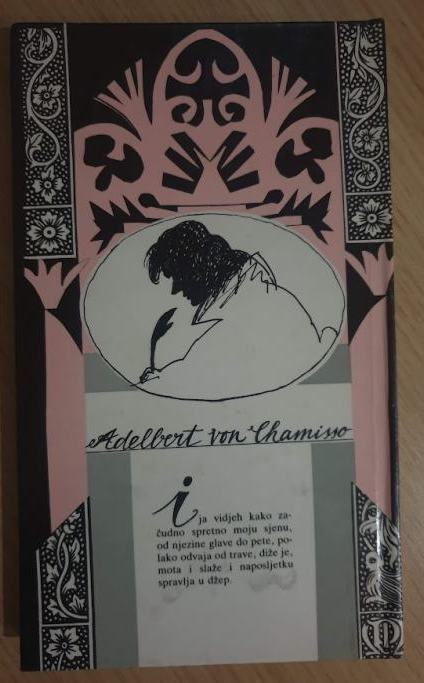 Adelbert von Chamisso
i ja vidjeh kako za-
čudno spretno moju sjenu,
od njezine glave do pete, po-
lako odvaja od trave, diže je,
mota i slaže i naposljetku
spravlja u džep.